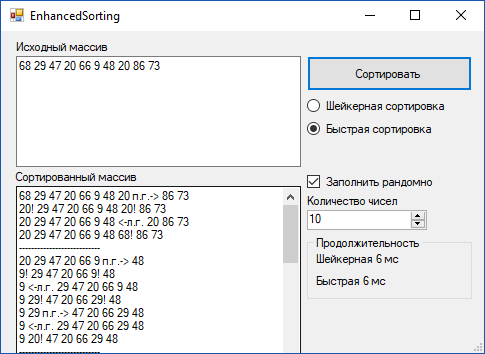 EnhancedSorting
Исходный массив
68 29 47 20 66 9 48 20 86 73
Сортировать
Шейкерная сортировка
Быстрая сортировка
Сортированный массив
68 29 47 20 66 9 48 20 п.г.-> 86 73
20! 29 47 20 66 9 48 20! 86 73
20 29 47 20 66 9 48 <-л.г. 20 86 73
20 29 47 20 66 9 48 68! 86 73
---------------------------
20 29 47 20 66 9 п.г.-> 48
9! 29 47 20 66 9! 48
9 <-л.г. 29 47 20 66 9 48
9 29! 47 20 66 29! 48
9 29 п.г.-> 47 20 66 29 48
9 <-л.г. 29 47 20 66 29 48
9 20! 47 20 66 29 48
---------------------------
Заполнить рандомно
Количество чисел
10
Продолжительность
Шейкерная 6 мс
Быстрая 6 мс